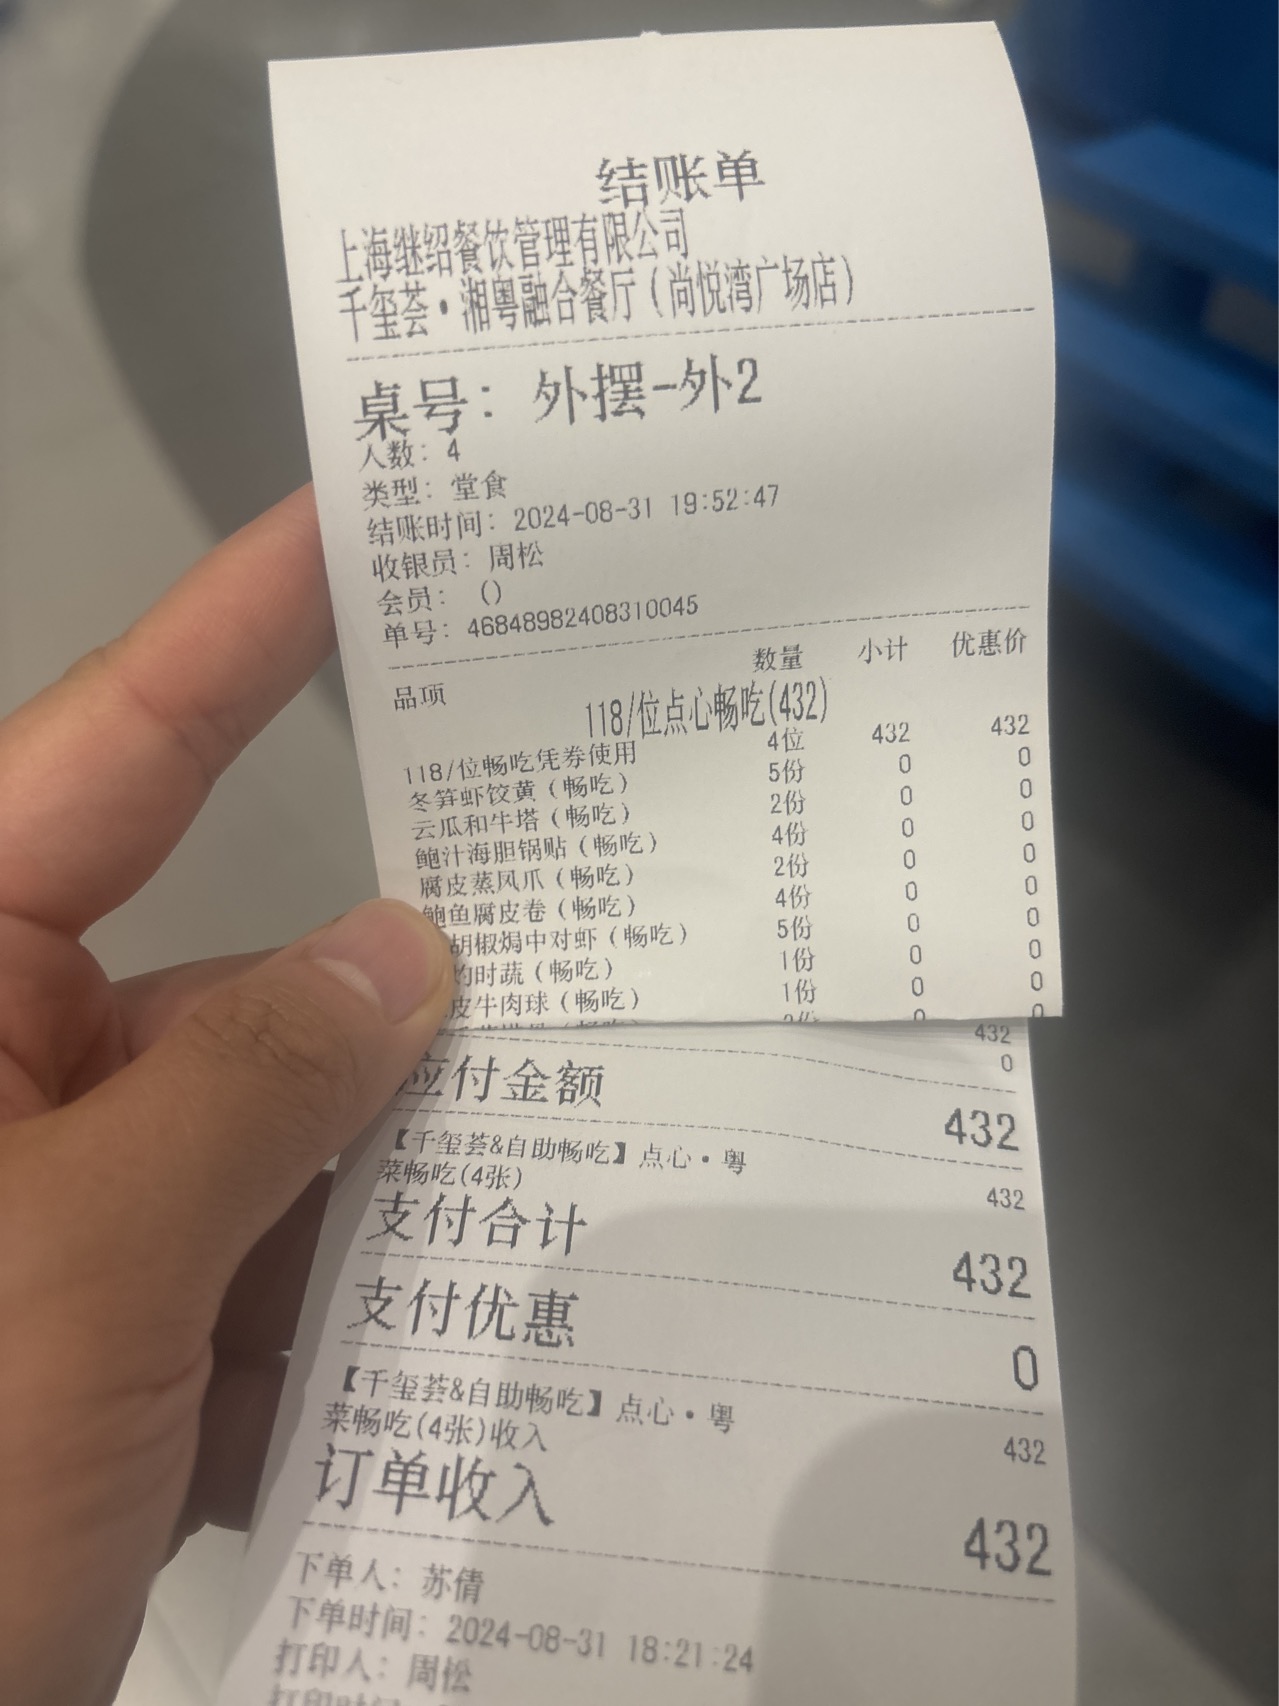 结账单
上海继绍餐饮管理有限公司
千玺荟•湘粤融合餐厅（尚悦湾广场店）
桌号：外摆-外2
人数：4
类型：堂食
结账时间：2024-08-31 19:52:47
收银员：周松
会员：()
单号：46848982408310045
品项 数量 小计 优惠价
118/位点心畅吃(432)
118/位畅吃凭券使用 4位 432 432
冬笋虾饺黄（畅吃） 5份 0 0
云瓜和牛塔（畅吃） 2份 0 0
鲍汁海胆锅贴（畅吃） 4份 0 0
腐皮蒸凤爪（畅吃） 2份 0 0
鲍鱼腐皮卷（畅吃） 4份 0 0
胡椒焗中对虾（畅吃） 5份 0 0
灼时蔬（畅吃） 1份 0 0
皮牛肉球（畅吃） 1份 0 0
432
0
应付金额 432
【千玺荟&自助畅吃】点心•粤
菜畅吃(4张) 432
支付合计 432
支付优惠 0
【千玺荟&自助畅吃】点心•粤
菜畅吃(4张)收入 432
订单收入 432
下单人：苏倩
下单时间：2024-08-31 18:21:24
打印人：周松
打印时间